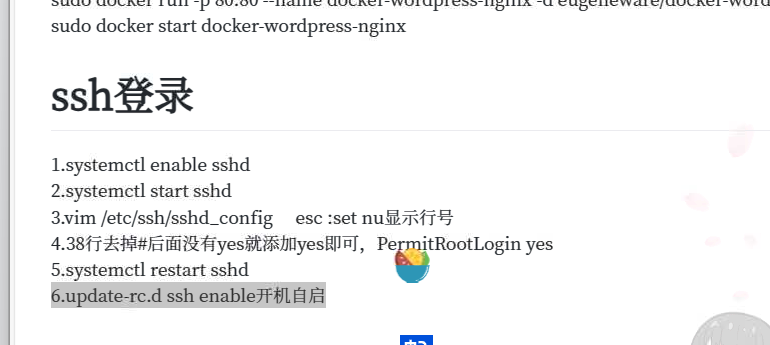 sudo docker run -p 80:80 --name docker-wordpress-nginx -d eugeneware/docker-word
sudo docker start docker-wordpress-nginx
ssh登录
1.systemctl enable sshd
2.systemctl start sshd
3.vim /etc/ssh/sshd_config esc :set nu显示行号
4.38行去掉#后面没有yes就添加yes即可，PermitRootLogin yes
5.systemctl restart sshd
6.update-rc.d ssh enable开机自启